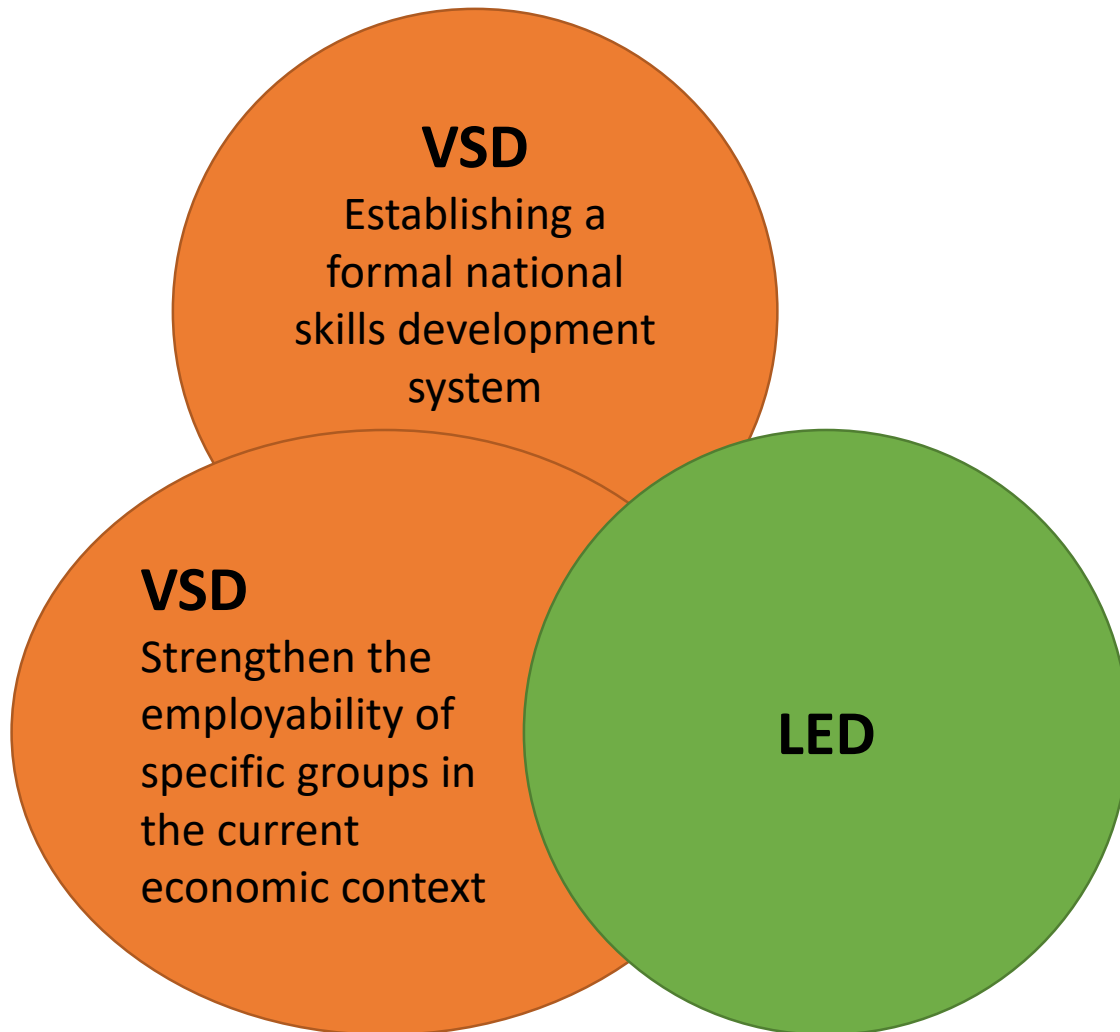 VSD
Establishing a
formal national
skills development
system
VSD
Strengthen the
employability of
specific groups in
the current
economic context
LED